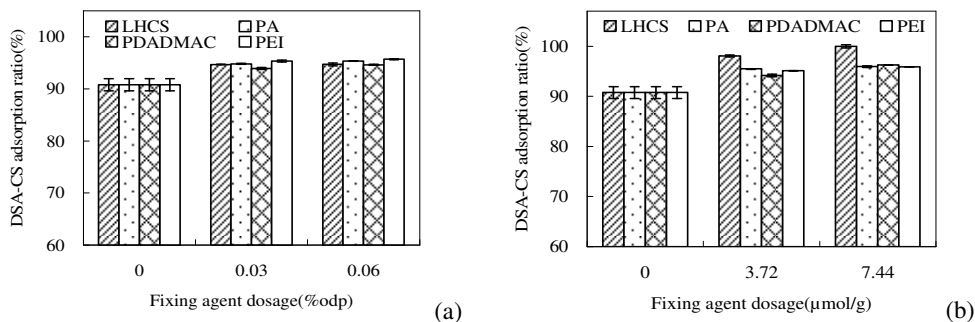 LHCS PA
PDADMAC PEI
100
90
80
70
60
DSA-CS adsorption ratio(%)
0 0.03 0.06
Fixing agent dosage(%odp)
(a)
LHCS PA PDADMAC PEI
100
90
80
70
60
DSA-CS adsorption ratio(%)
0 3.72 7.44
Fixing agent dosage(µmol/g)
(b)